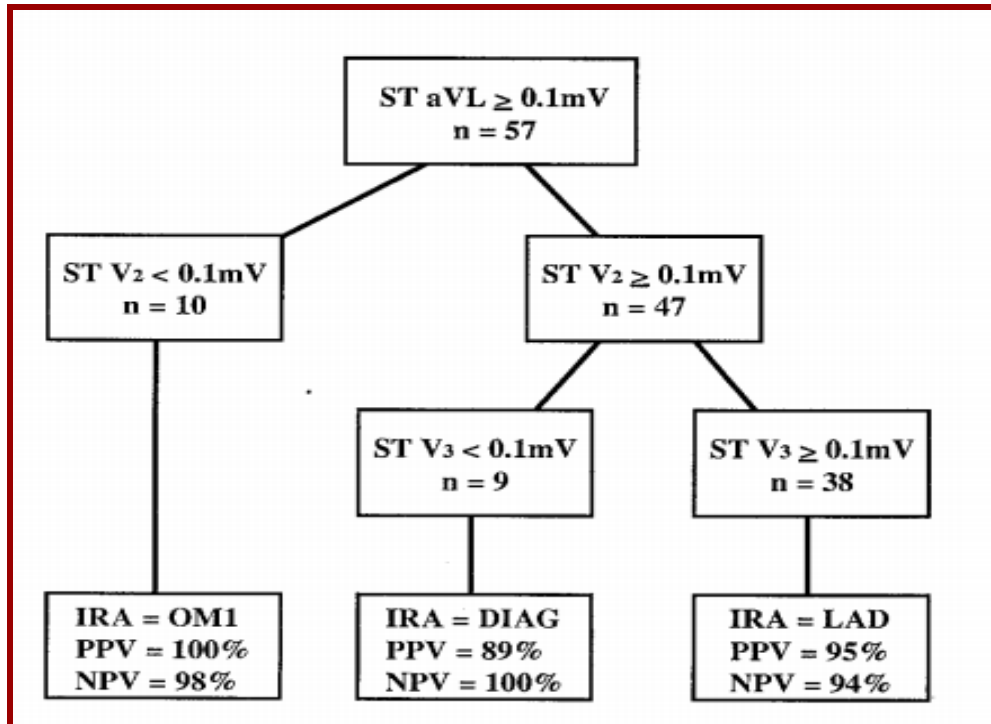 ST aVL ≥ 0.1mV
n = 57
ST V₂ < 0.1mV
n = 10
ST V₂ ≥ 0.1mV
n = 47
ST V₃ < 0.1mV
n = 9
ST V₃ ≥ 0.1mV
n = 38
IRA = OM1
PPV = 100%
NPV = 98%
IRA = DIAG
PPV = 89%
NPV = 100%
IRA = LAD
PPV = 95%
NPV = 94%